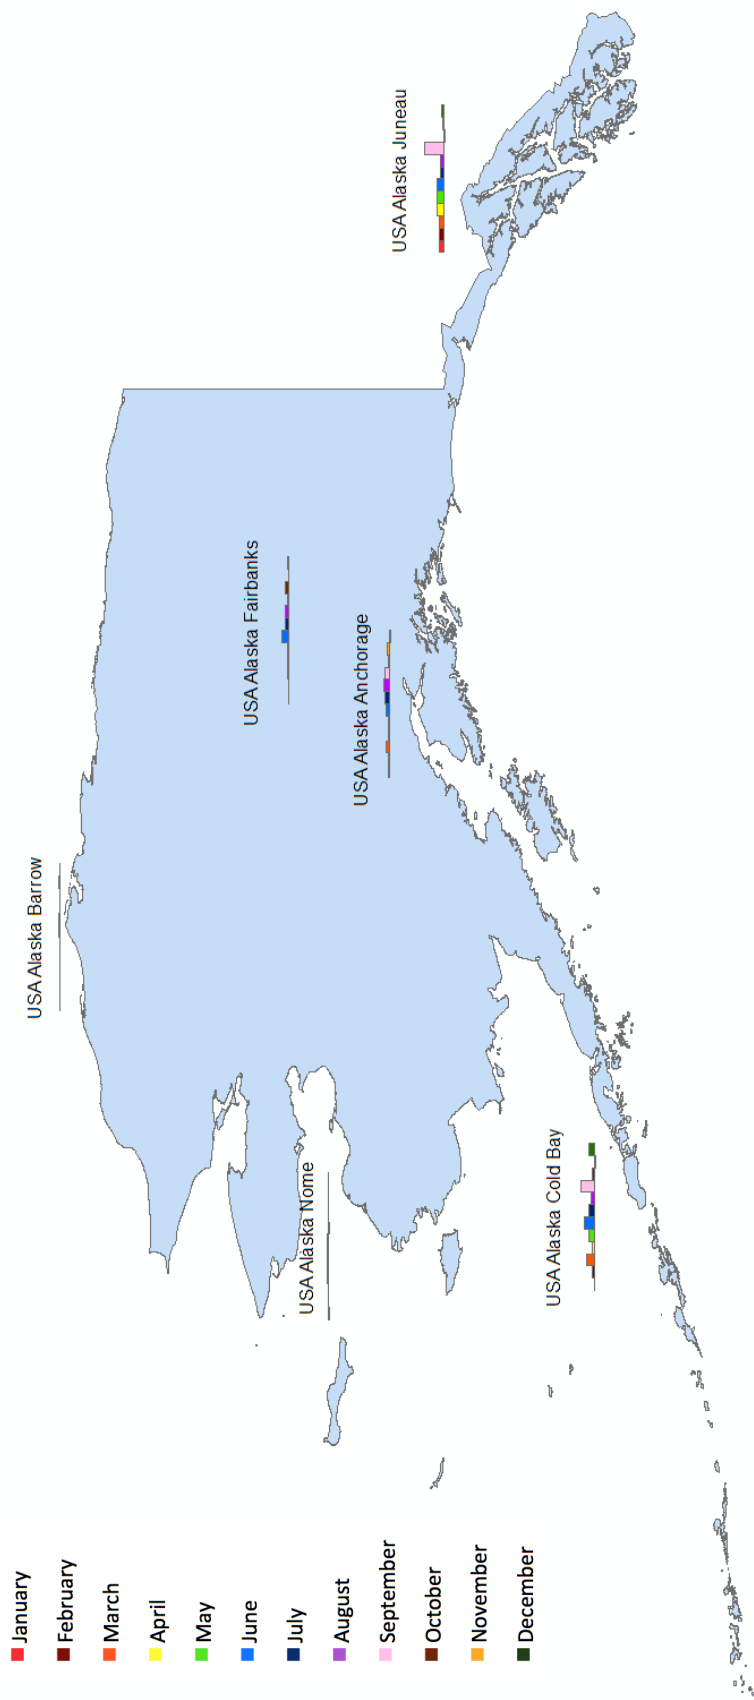 January
February
March
April
May
June
July
August
September
October
November
December
USA Alaska Barrow
USA Alaska Fairbanks
USA Alaska Nome
USA Alaska Anchorage
USA Alaska Juneau
USA Alaska Cold Bay